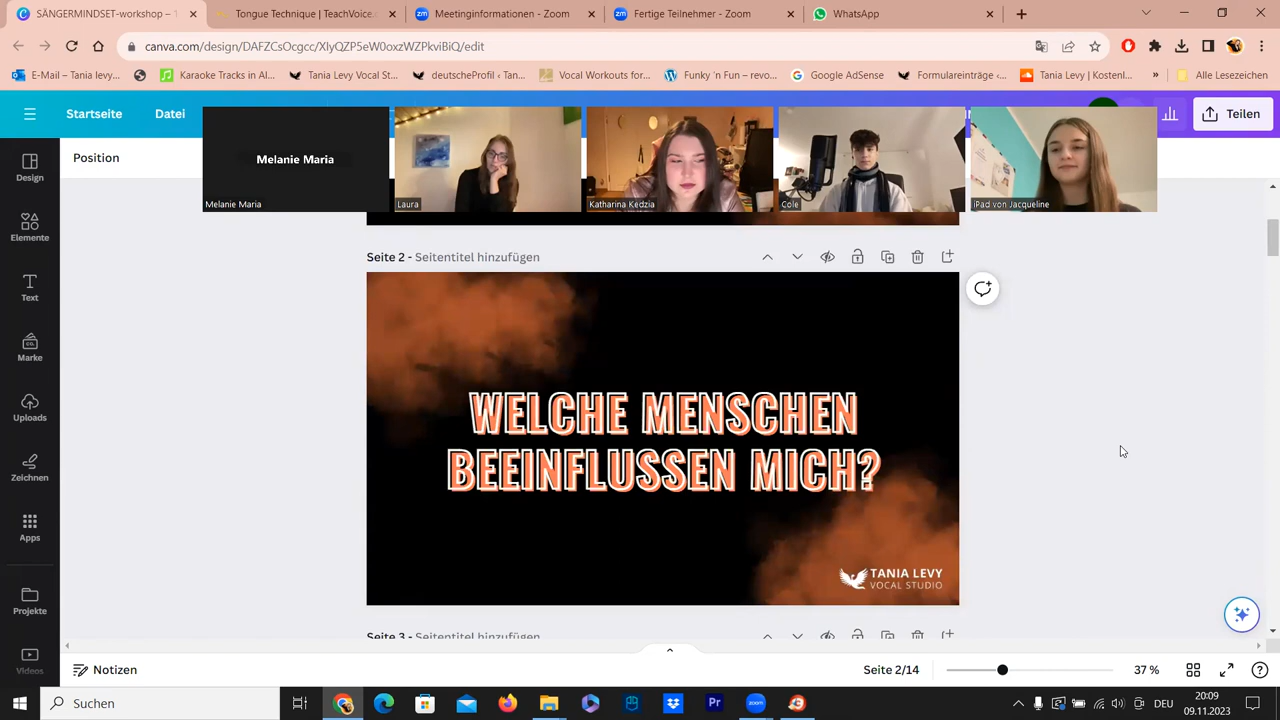 SÄNGERMINDSET-workshop – 
Tongue Technique | TeachVoice.
Meetinginformationen - Zoom
Fertige Teilnehmer - Zoom
WhatsApp
canva.com/design/DAFZCsOcgcc/XlyQZP5eW0oxzWZPkviBiQ/edit
E-Mail – Tania levy...
Karaoke Tracks in Al...
Tania Levy Vocal St...
deutscheProfil ‹ Tan...
Vocal Workouts for...
Funky 'n Fun – revo...
Google AdSense
Formulareinträge ‹...
Tania Levy | Kostenl...
»
Alle Lesezeichen
Startseite
Datei
Teilen
Melanie Maria
Melanie Maria
Laura
Katharina Kedzia
Cole
iPad von Jacqueline
Position
Design
Elemente
Text
CO.
Marke
Uploads
Zeichnen
Apps
Projekte
Videos
Seite 2 - Seitentitel hinzufügen
WELCHE MENSCHEN
BEEINFLUSSEN MICH?
TANIA LEVY
VOCAL STUDIO
Seite 3 - Seitentitel hinzufügen
Notizen
Seite 2/14
37 %
Suchen
Pr
zoom
DEU
20:09
09.11.2023